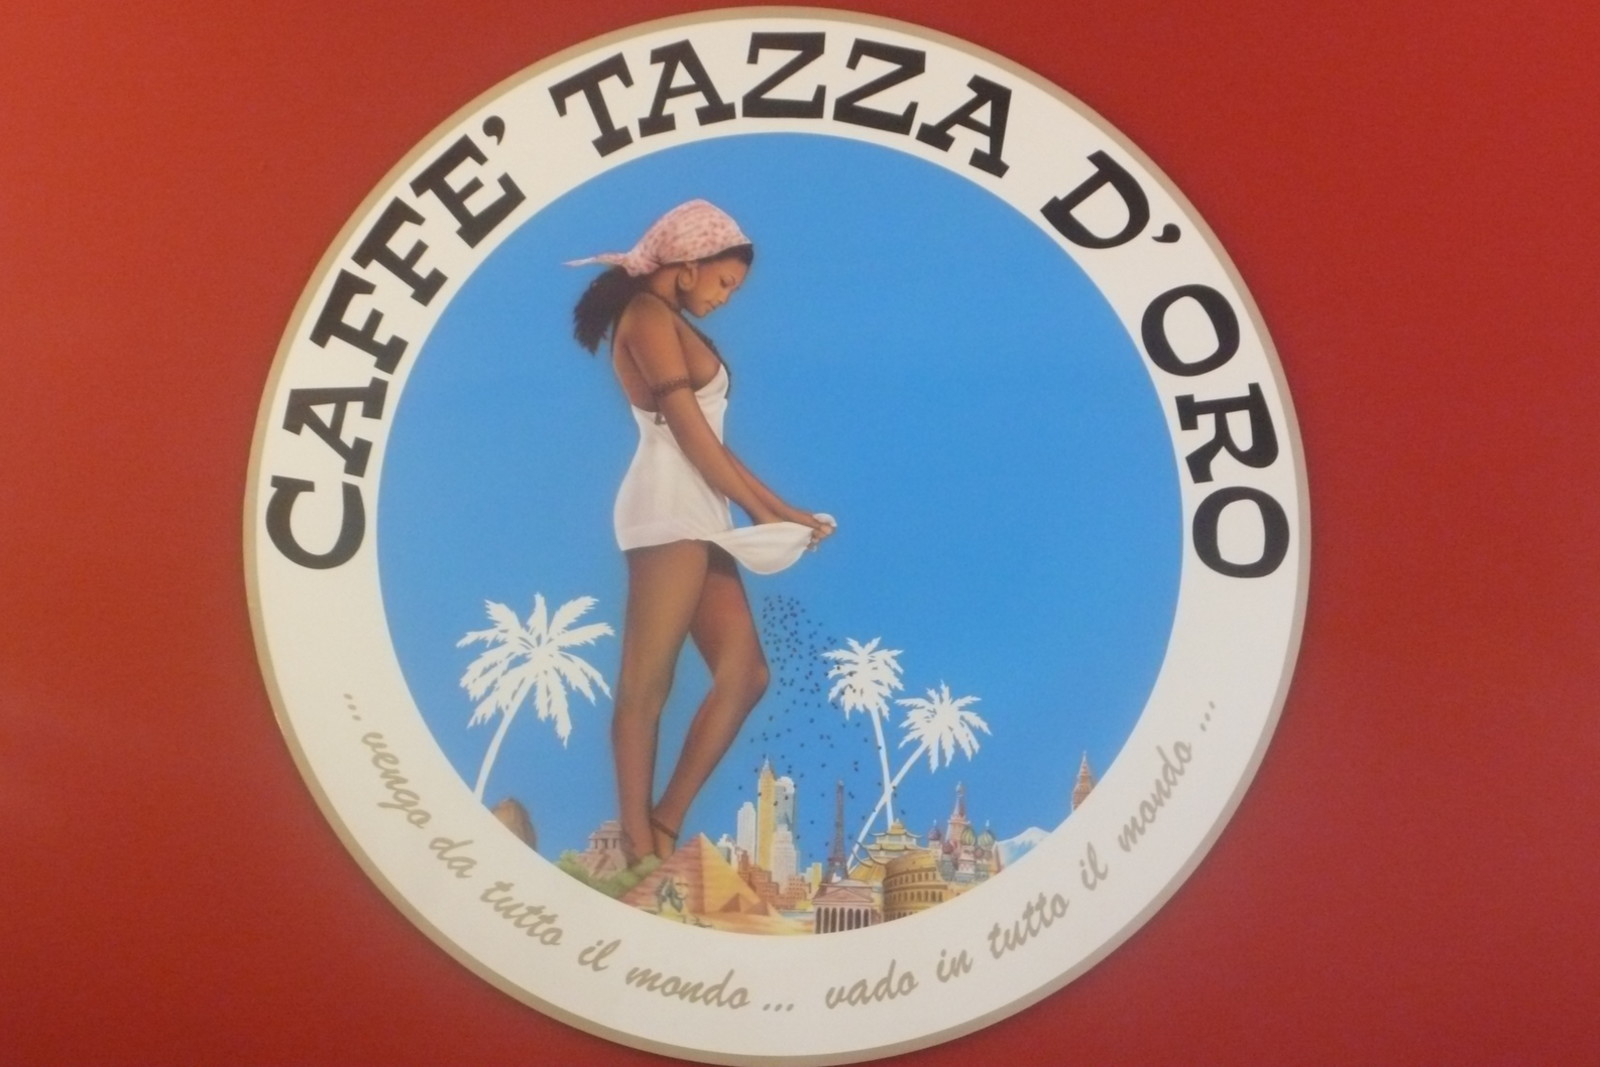 CAFFE' TAZZA D'ORO
...vengo da tutto il mondo... vado in tutto il mondo...